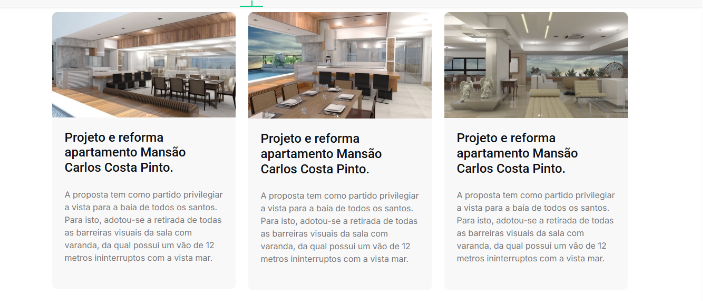 Projeto e reforma
apartamento Mansão
Carlos Costa Pinto.
A proposta tem como partido privilegiar
a vista para a baia de todos os santos.
Para isto, adotou-se a retirada de todas
as barreiras visuais da sala com
varanda, da qual possui um vão de 12
metros ininterruptos com a vista mar.
Projeto e reforma
apartamento Mansão
Carlos Costa Pinto.
A proposta tem como partido privilegiar
a vista para a baia de todos os santos.
Para isto, adotou-se a retirada de todas
as barreiras visuais da sala com
varanda, da qual possui um vão de 12
metros ininterruptos com a vista mar.
Projeto e reforma
apartamento Mansão
Carlos Costa Pinto.
A proposta tem como partido privilegiar
a vista para a baia de todos os santos.
Para isto, adotou-se a retirada de todas
as barreiras visuais da sala com
varanda, da qual possui um vão de 12
metros ininterruptos com a vista mar.